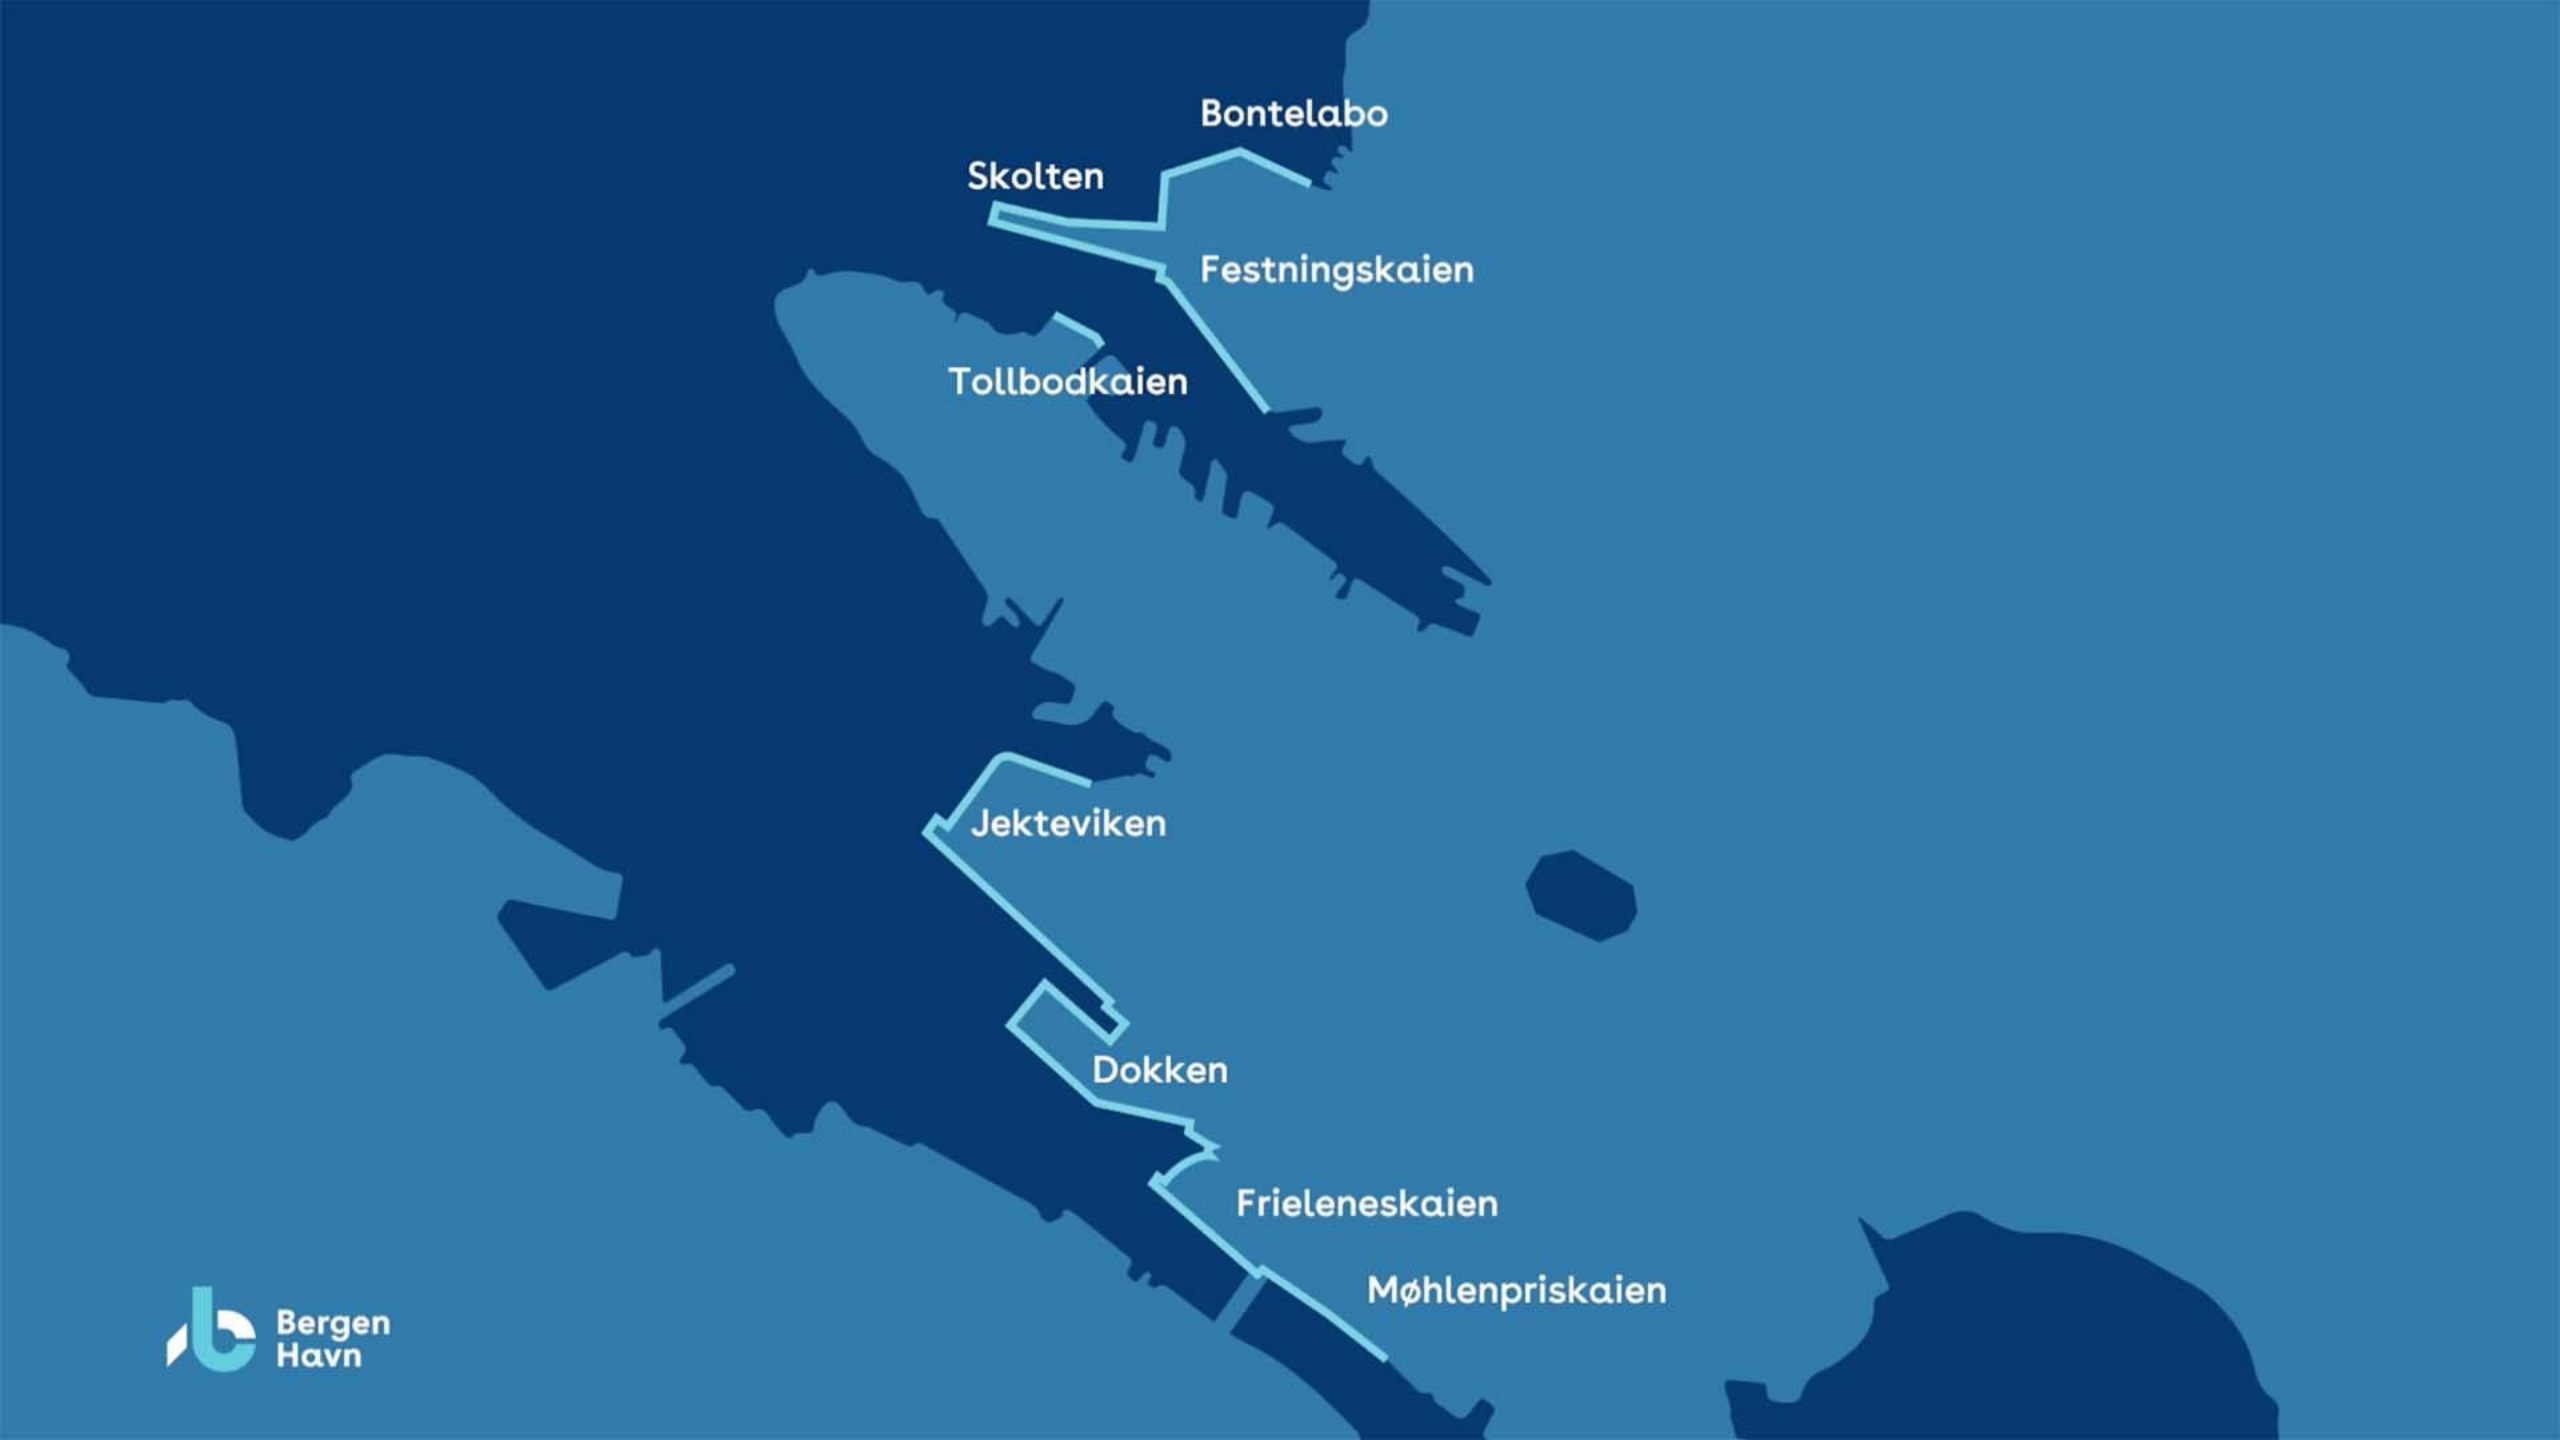 Bontelabo
Skolten
Festningskaien
Tollbodkaien
Jekteviken
Dokken
Frieleneskaien
Møhlenpriskaien
Bergen
Havn